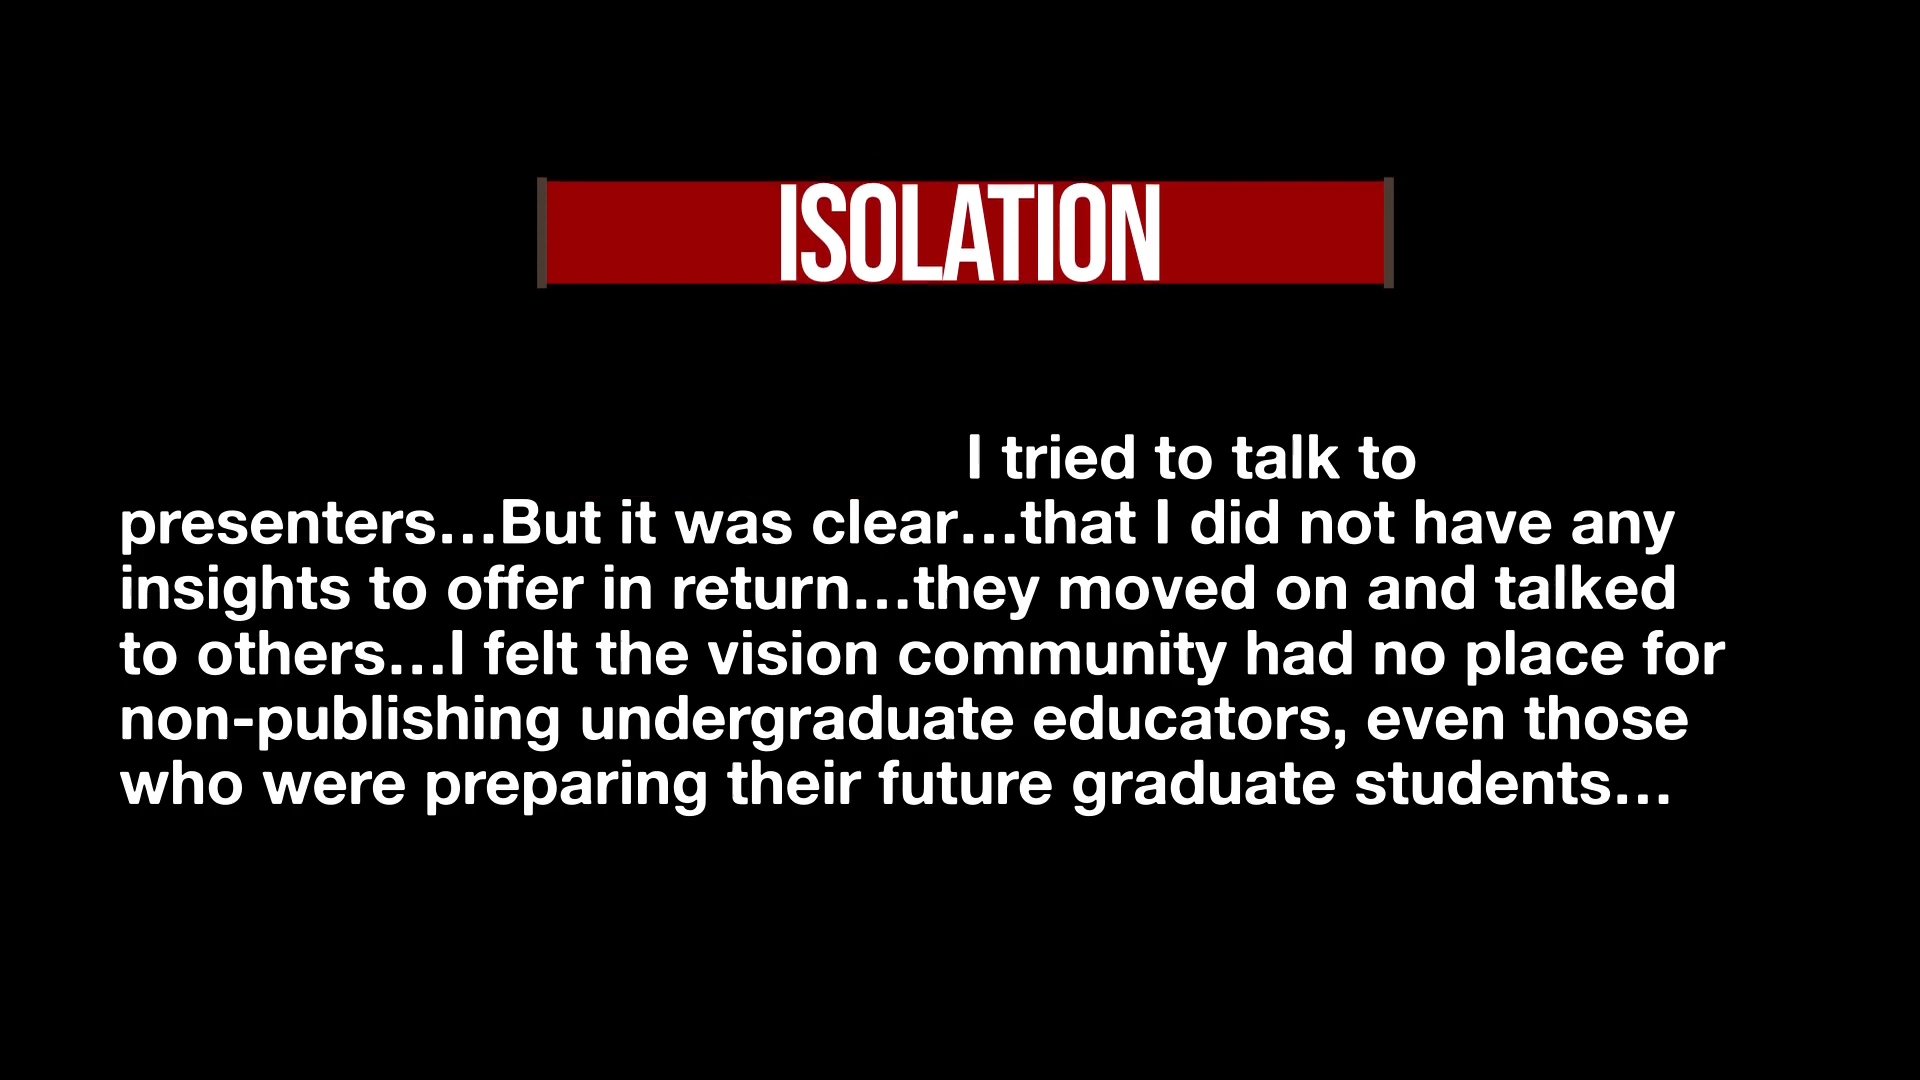 ISOLATION
I tried to talk to
presenters…But it was clear…that I did not have any
insights to offer in return…they moved on and talked
to others…I felt the vision community had no place for
non-publishing undergraduate educators, even those
who were preparing their future graduate students…